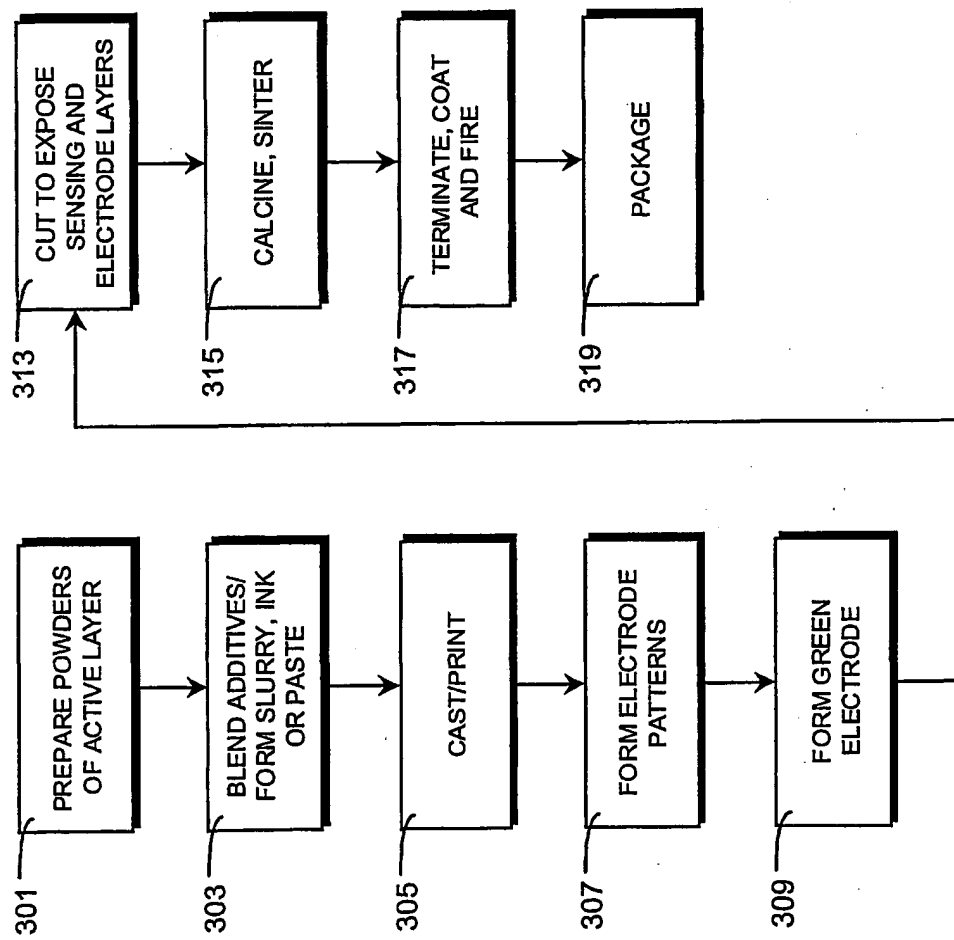 301
PREPARE POWDERS
OF ACTIVE LAYER
303
BLEND ADDITIVES/
FORM SLURRY, INK
OR PASTE
305
CAST/PRINT
307
FORM ELECTRODE
PATTERNS
309
FORM GREEN
ELECTRODE
313
CUT TO EXPOSE
SENSING AND
ELECTRODE LAYERS
315
CALCINE, SINTER
317
TERMINATE, COAT
AND FIRE
319
PACKAGE